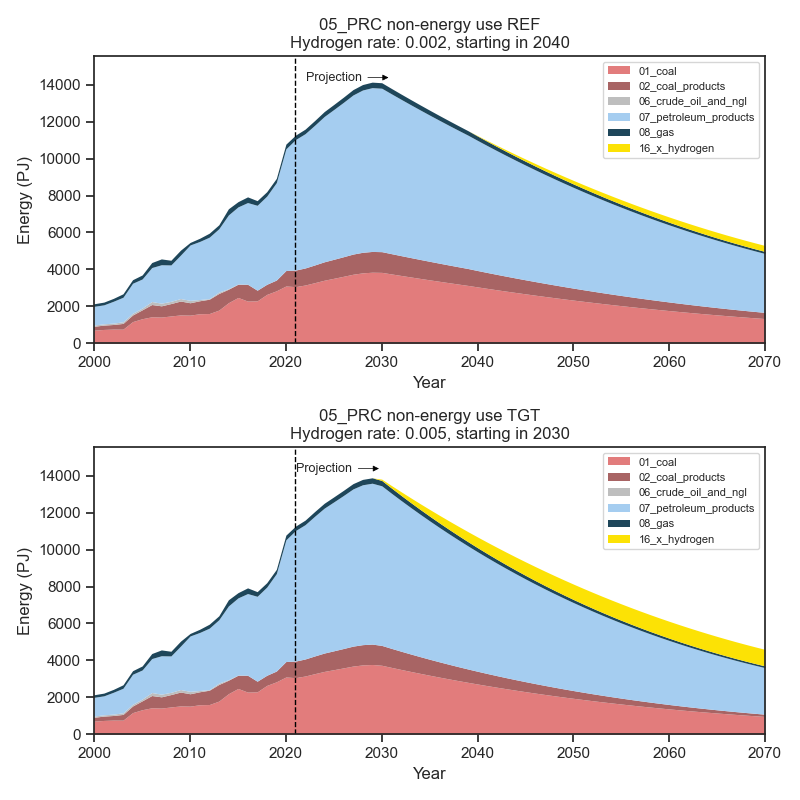 05_PRC non-energy use REF
Hydrogen rate: 0.002, starting in 2040
Projection
01_coal
02_coal_products
06_crude_oil_and_ngl
07_petroleum_products
08_gas
16_x_hydrogen
Energy (PJ)
14000
12000
10000
8000
6000
4000
2000
0
2000 2010 2020 2030 2040 2050 2060 2070
Year
05_PRC non-energy use TGT
Hydrogen rate: 0.005, starting in 2030
Projection
01_coal
02_coal_products
06_crude_oil_and_ngl
07_petroleum_products
08_gas
16_x_hydrogen
Energy (PJ)
14000
12000
10000
8000
6000
4000
2000
0
2000 2010 2020 2030 2040 2050 2060 2070
Year